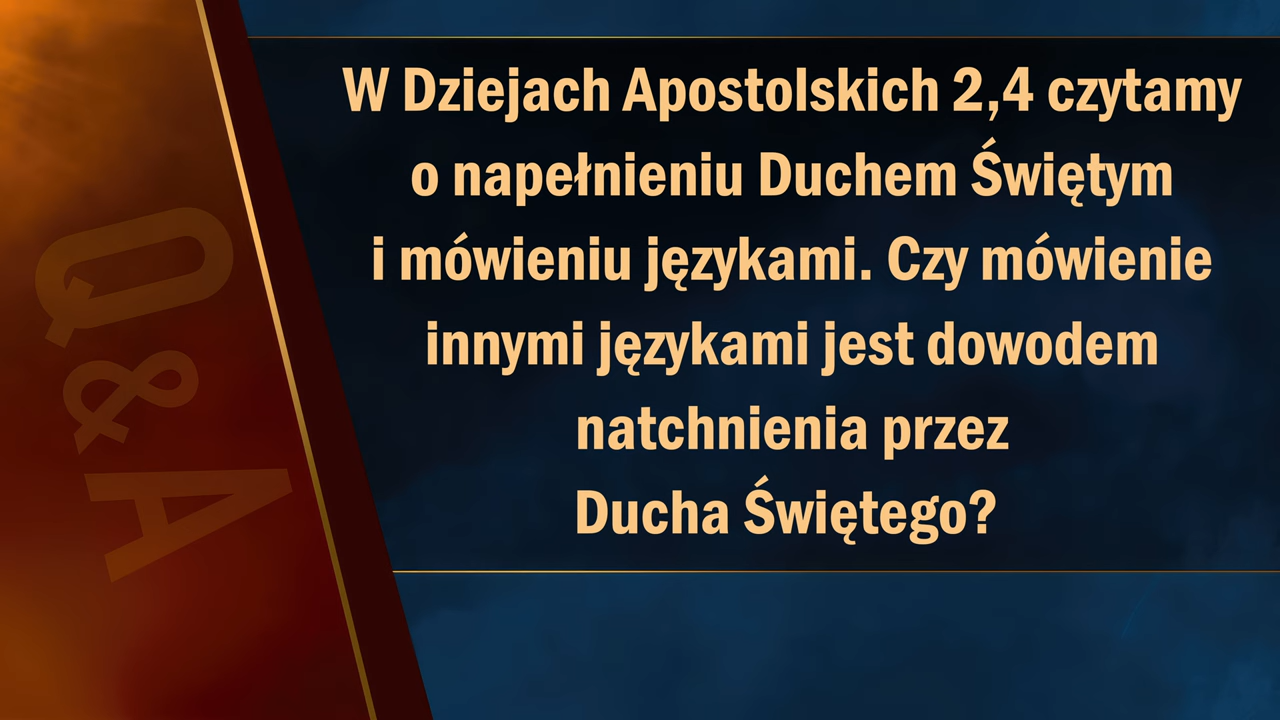 W Dziejach Apostolskich 2,4 czytamy
o napełnieniu Duchem Świętym
i mówieniu językami. Czy mówienie
innymi językami jest dowodem
natchnienia przez
Ducha Świętego?
Q & A